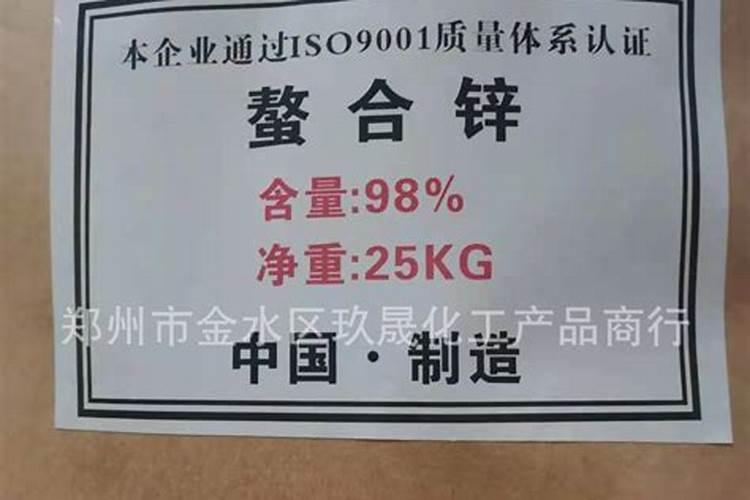 本企业通过ISO9001质量体系认证
螯合锌
含量:98%
净重:25KG
郑州市金水区玖晟化工产品商行
中国·制造